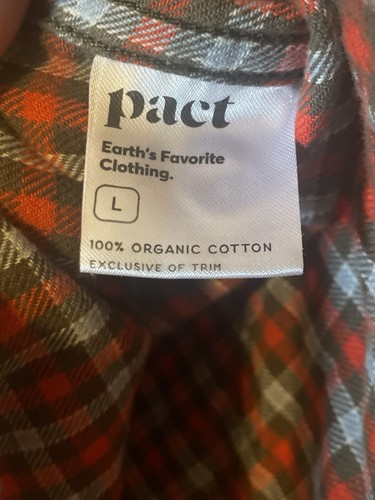 pact
Earth's Favorite
Clothing.
L
100% ORGANIC COTTON
EXCLUSIVE OF TRIM